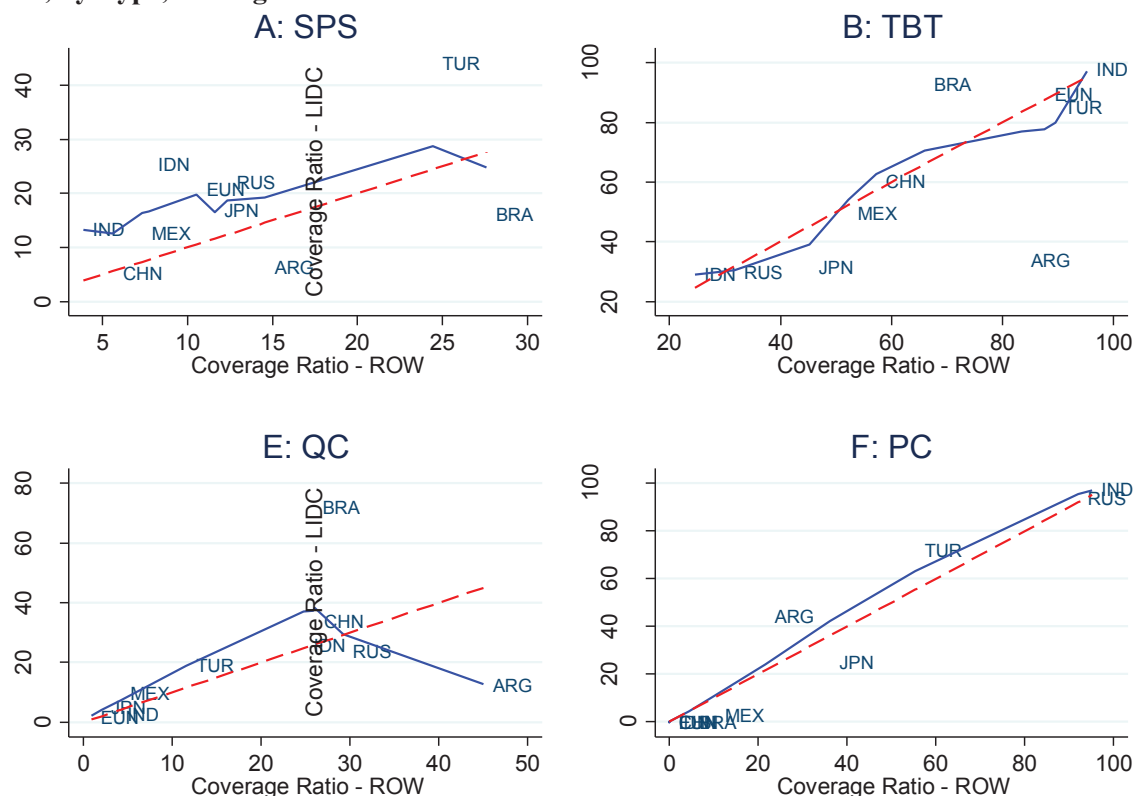 A: SPS
B: TBT
40
30
20
10
0
TUR
IDN
EUN
RUS
JPN
BRA
IND
MEX
CHN
ARG
Coverage Ratio - LIDC
5 10 15 20 25 30
Coverage Ratio - ROW
100
80
60
40
20
IND
BRA
EUN
TUR
CHN
MEX
IDN
RUS
JPN
ARG
20 40 60 80 100
Coverage Ratio - ROW
E: QC
F: PC
80
60
40
20
0
BRA
CHN
RUS
TUR
MEX
JPN
EUN
IND
ARG
Coverage Ratio - LIDC
0 10 20 30 40 50
Coverage Ratio - ROW
100
80
60
40
20
0
IND
RUS
TUR
ARG
JPN
MEX
0 20 40 60 80 100
Coverage Ratio - ROW